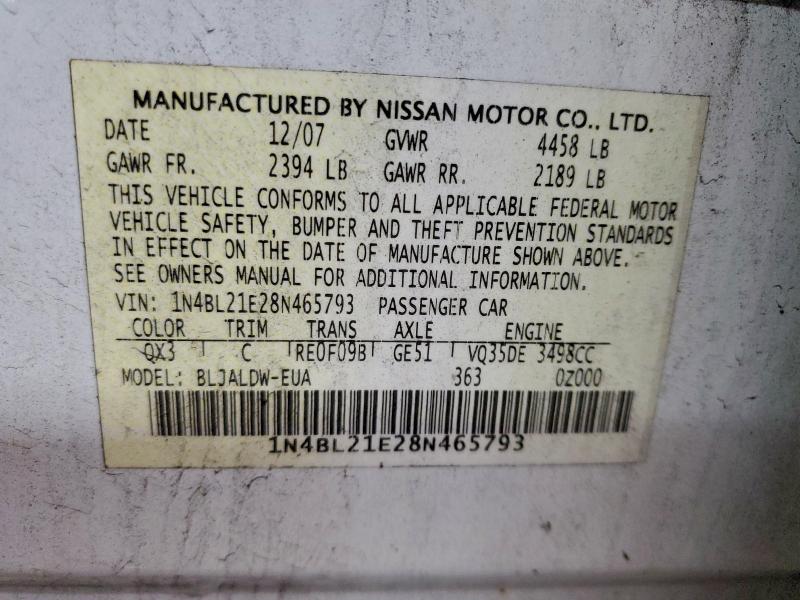 MANUFACTURED BY NISSAN MOTOR CO., LTD.
DATE 12/07 GVWR 4458 LB
GAWR FR. 2394 LB GAWR RR. 2189 LB
THIS VEHICLE CONFORMS TO ALL APPLICABLE FEDERAL MOTOR
VEHICLE SAFETY, BUMPER AND THEFT PREVENTION STANDARDS
IN EFFECT ON THE DATE OF MANUFACTURE SHOWN ABOVE.
SEE OWNERS MANUAL FOR ADDITIONAL INFORMATION.
VIN: 1N4BL21E28N465793 PASSENGER CAR
COLOR TRIM TRANS AXLE ENGINE
QX3 C RE0F09B GE51 VQ35DE 3498CC
MODEL: BLJALDW-EUA 363 0Z000
1N4BL21E28N465793